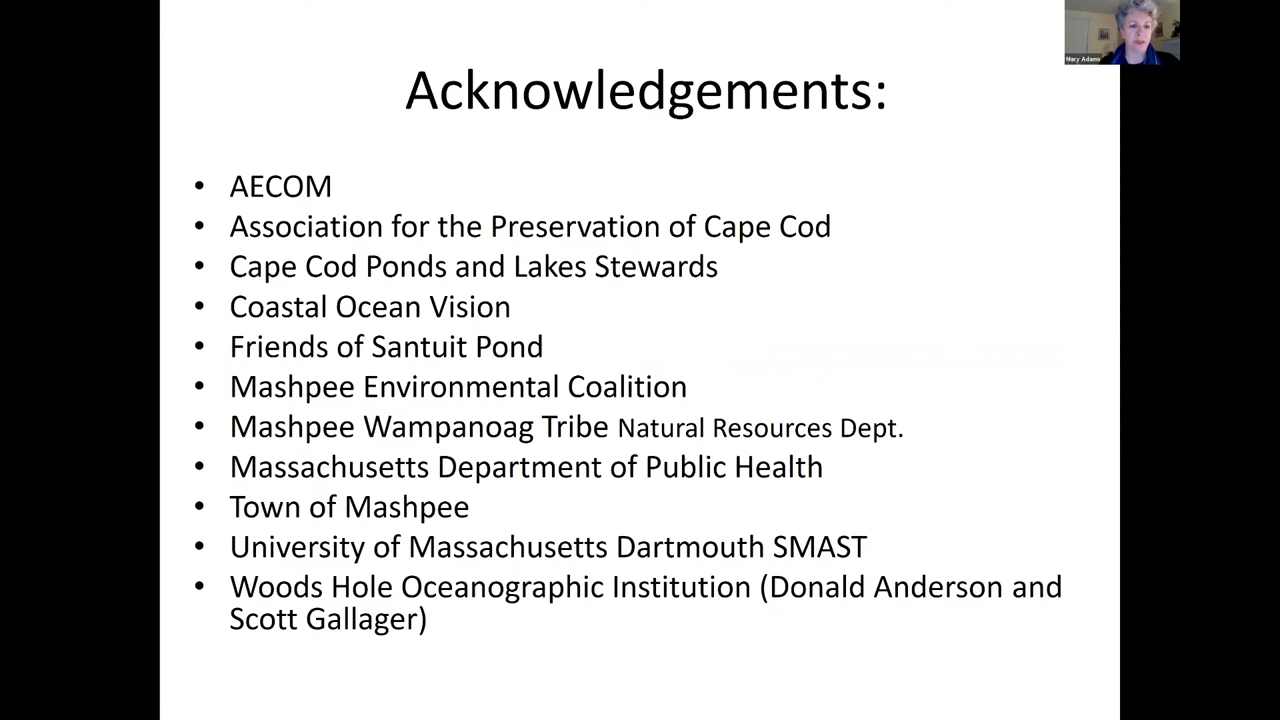 Mary Adams
Acknowledgements:
• AECOM
• Association for the Preservation of Cape Cod
• Cape Cod Ponds and Lakes Stewards
• Coastal Ocean Vision
• Friends of Santuit Pond
• Mashpee Environmental Coalition
• Mashpee Wampanoag Tribe Natural Resources Dept.
• Massachusetts Department of Public Health
• Town of Mashpee
• University of Massachusetts Dartmouth SMAST
• Woods Hole Oceanographic Institution (Donald Anderson and
Scott Gallager)